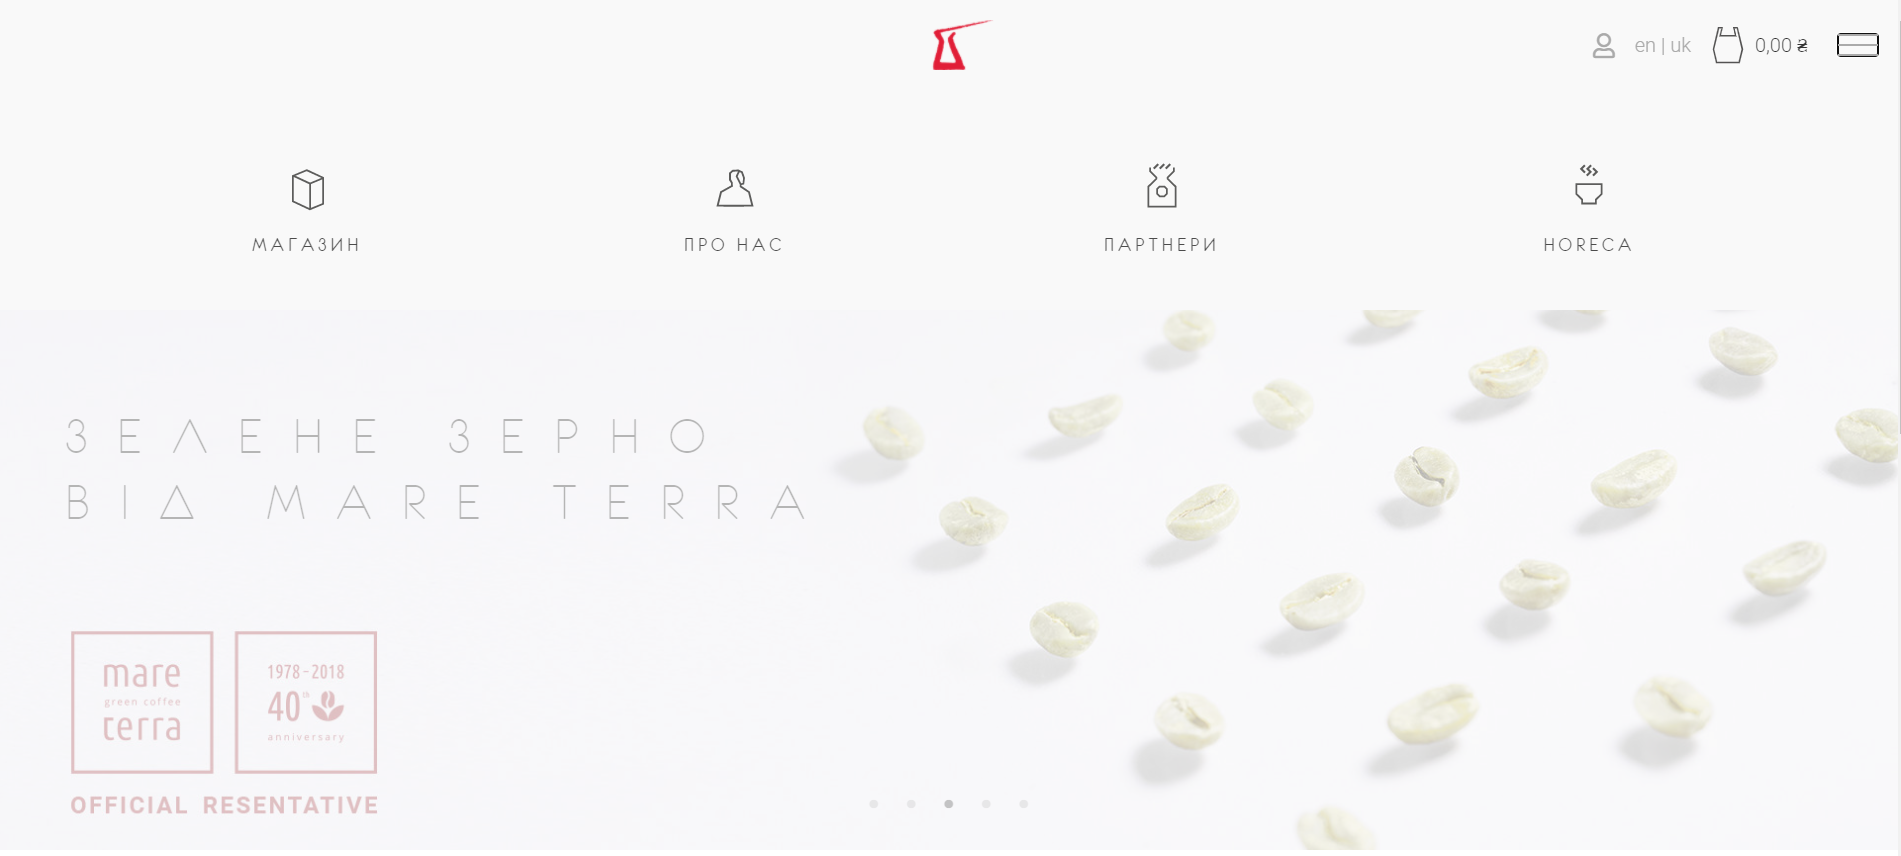 en | uk
0,00 ₴
МАГАЗИН
ПРО НАС
ПАРТНЕРИ
HORECA
ЗЕЛЕНЕ ЗЕРНО
ВІД MARE TERRA
mare
green coffee
terra
1978-2018
40th
anniversary
OFFICIAL RESENTATIVE